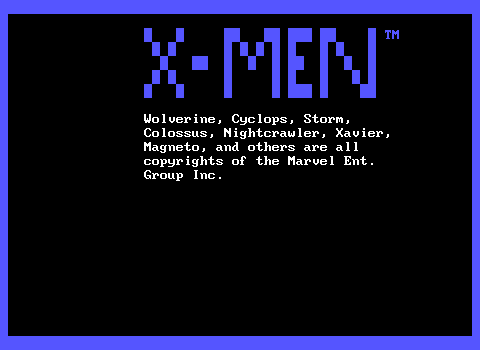 X-MEN™
Wolverine, Cyclops, Storm,
Colossus, Nightcrawler, Xavier,
Magneto, and others are all
copyrights of the Marvel Ent.
Group Inc.